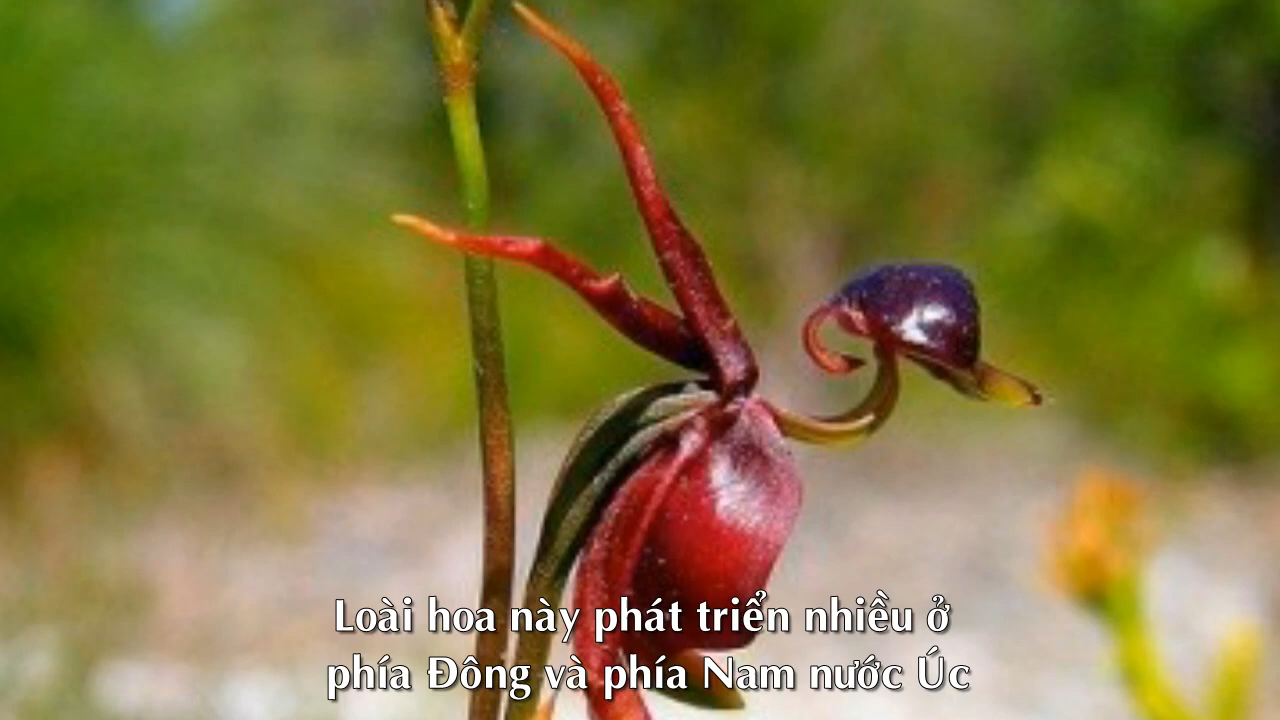 Loài hoa này phát triển nhiều ở
phía Đông và phía Nam nước Úc